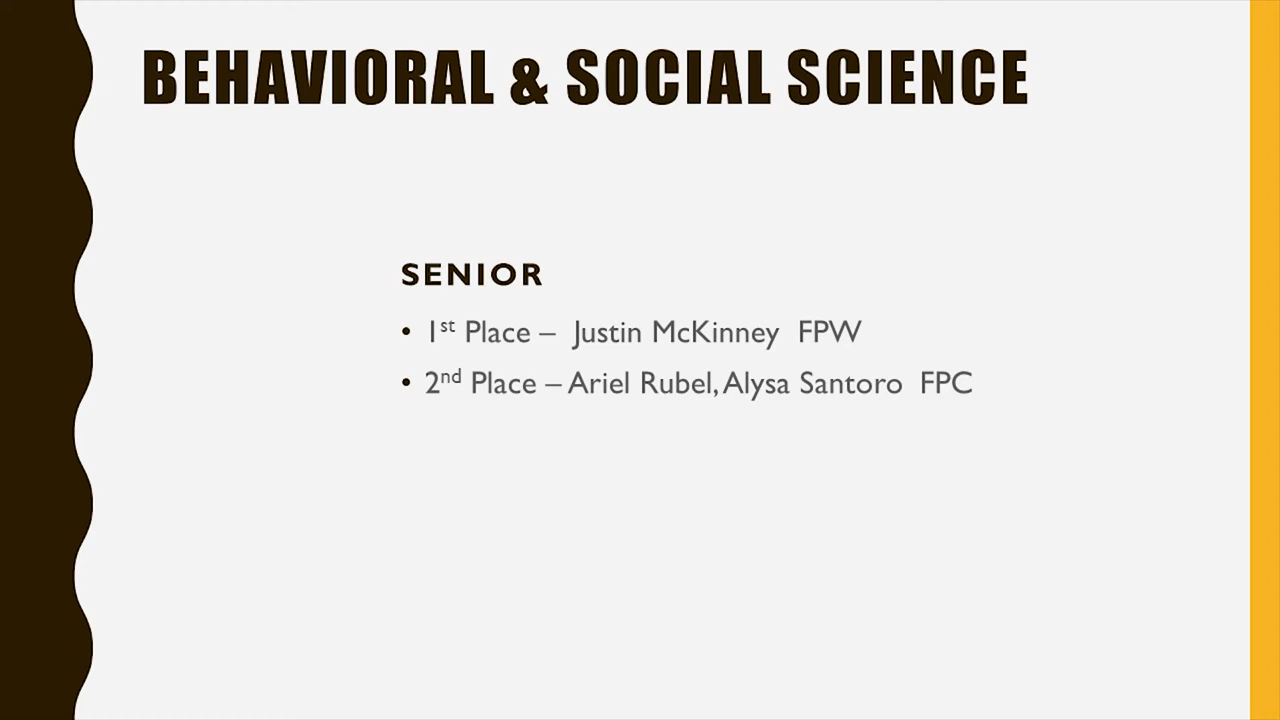 BEHAVIORAL & SOCIAL SCIENCE
SENIOR
• 1st Place – Justin McKinney FPW
• 2nd Place – Ariel Rubel, Alysa Santoro FPC